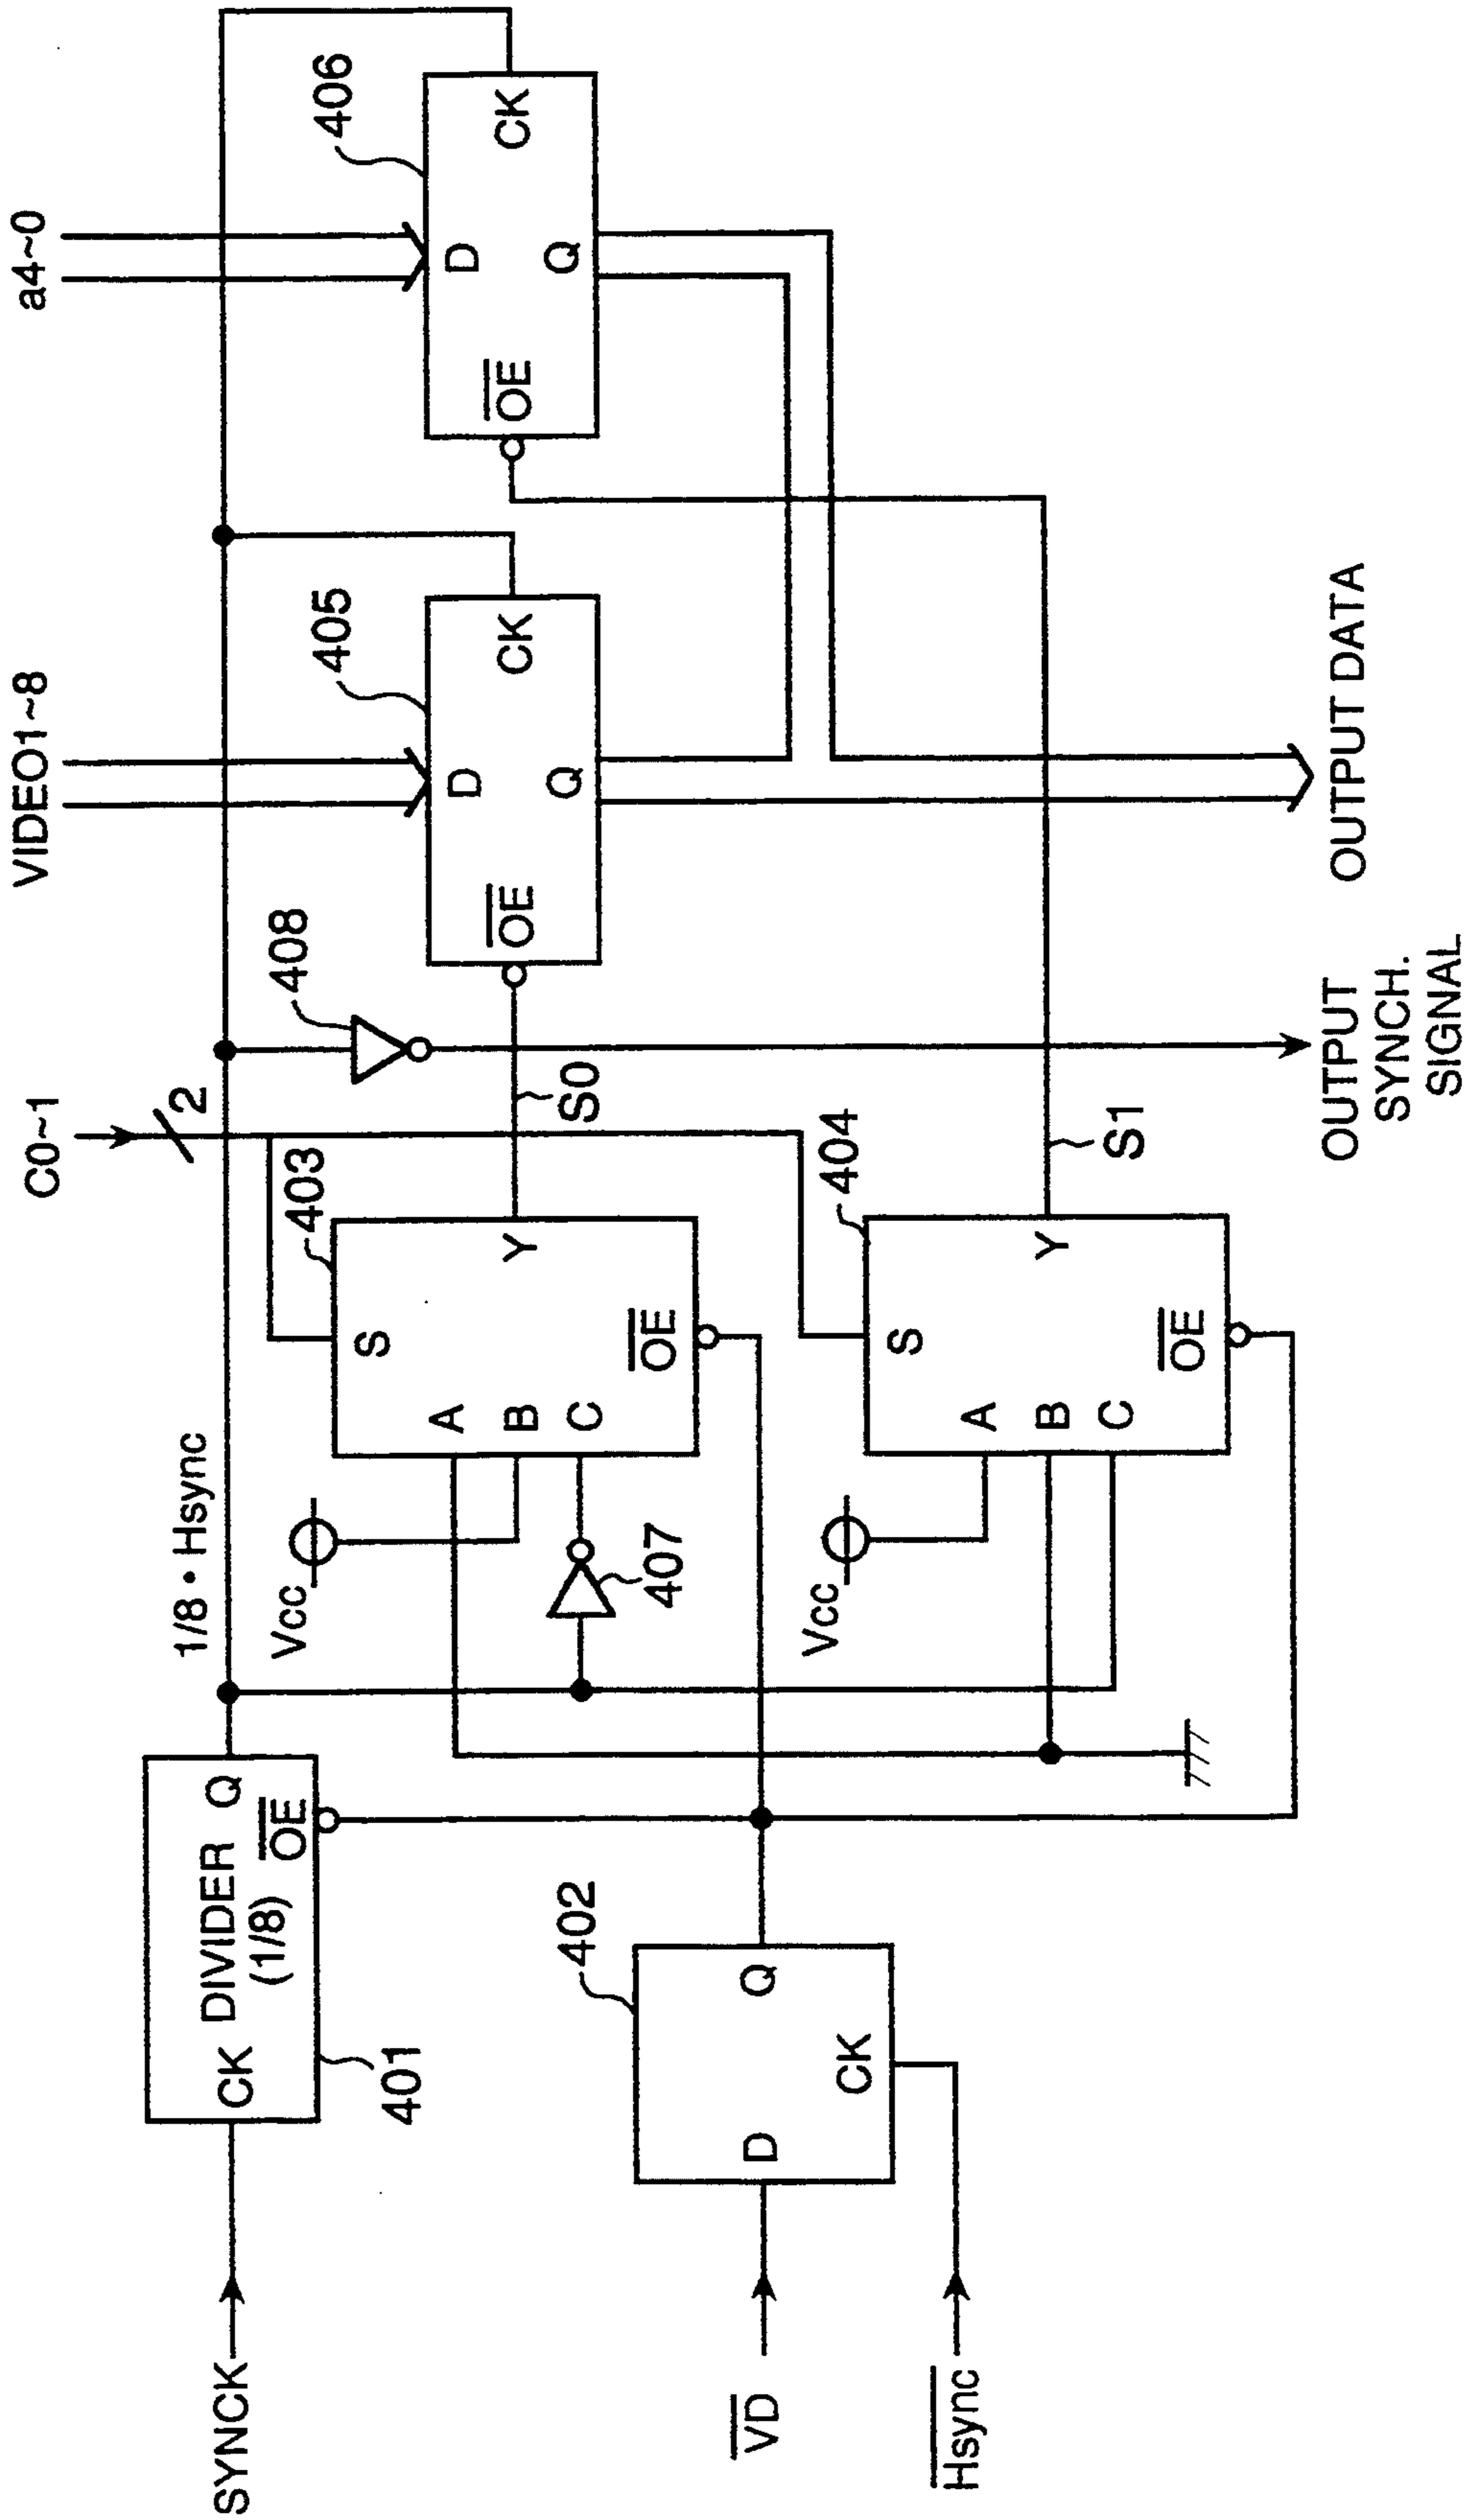 SYNCK
CK DIVIDER Q
(1/8) OE
401
1/8・Hsync
C0~1
2
VIDEO1~8
a4~0
VD
Hsync
D
Q
CK
402
Vcc
407
S
A
B
C
Y
OE
403
Vcc
S
A
B
C
Y
OE
404
408
S0
S1
D
OE
CK
Q
405
D
OE
CK
Q
406
OUTPUT
SYNCH.
SIGNAL
OUTPUT DATA